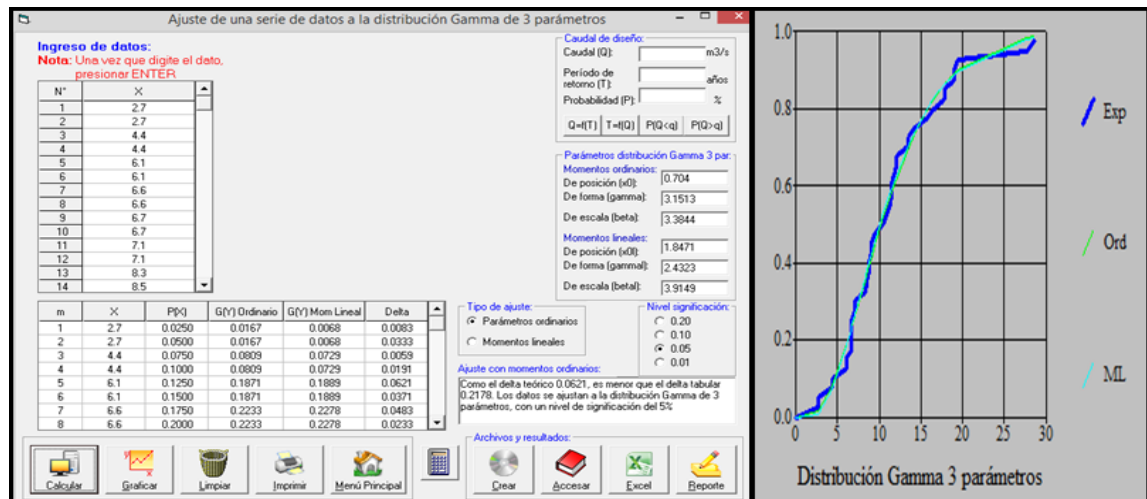 Ajuste de una serie de datos a la distribución Gamma de 3 parámetros
Ingreso de datos:
Nota: Una vez que digite el dato,
presionar ENTER
N° X
1 2.7
2 2.7
3 4.4
4 4.4
5 6.1
6 6.1
7 6.6
8 6.6
9 6.7
10 6.7
11 7.1
12 7.1
13 8.3
14 8.5
Caudal de diseño:
Caudal (Q): m3/s
Período de
retorno (T): años
Probabilidad (P): %
Q=f(T) T=f(Q) P(Q<q) P(Q>q)
Parámetros distribución Gamma 3 par:
Momentos ordinarios:
De posición (x0) 0.704
De forma (gamma): 3.1513
De escala (beta): 3.3844
Momentos lineales:
De posición (x0l) 1.8471
De forma (gammal): 2.4323
De escala (betal): 3.9149
m X P(X) G(Y) Ordinario G(Y) Mom Lineal Delta
1 2.7 0.0250 0.0167 0.0068 0.0083
2 2.7 0.0500 0.0167 0.0068 0.0333
3 4.4 0.0750 0.0809 0.0729 0.0059
4 4.4 0.1000 0.0809 0.0729 0.0191
5 6.1 0.1250 0.1871 0.1889 0.0621
6 6.1 0.1500 0.1871 0.1889 0.0371
7 6.6 0.1750 0.2233 0.2278 0.0483
8 6.6 0.2000 0.2233 0.2278 0.0233
Tipo de ajuste:
Parámetros ordinarios
Momentos lineales
Nivel significación:
0.20
0.10
0.05
0.01
Ajuste con momentos ordinarios:
Como el delta teórico 0.0621, es menor que el delta tabular
0.2178. Los datos se ajustan a la distribución Gamma de 3
parámetros, con un nivel de significación del 5%
Archivos y resultados:
Calcular Graficar Limpiar Imprimir Menú Principal Crear Accesar Excel Reporte
1.0
0.8
0.6
0.4
0.2
0.0
0 5 10 15 20 25 30
Exp
Ord
ML
Distribución Gamma 3 parámetros